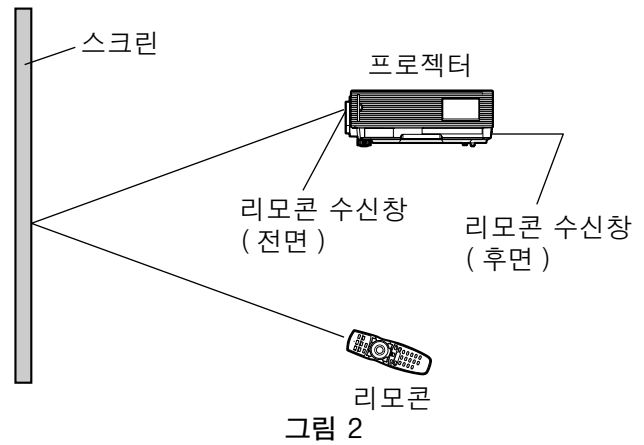 스크린
프로젝터
리모콘 수신창
( 전면 )
리모콘 수신창
( 후면 )
리모콘
그림 2